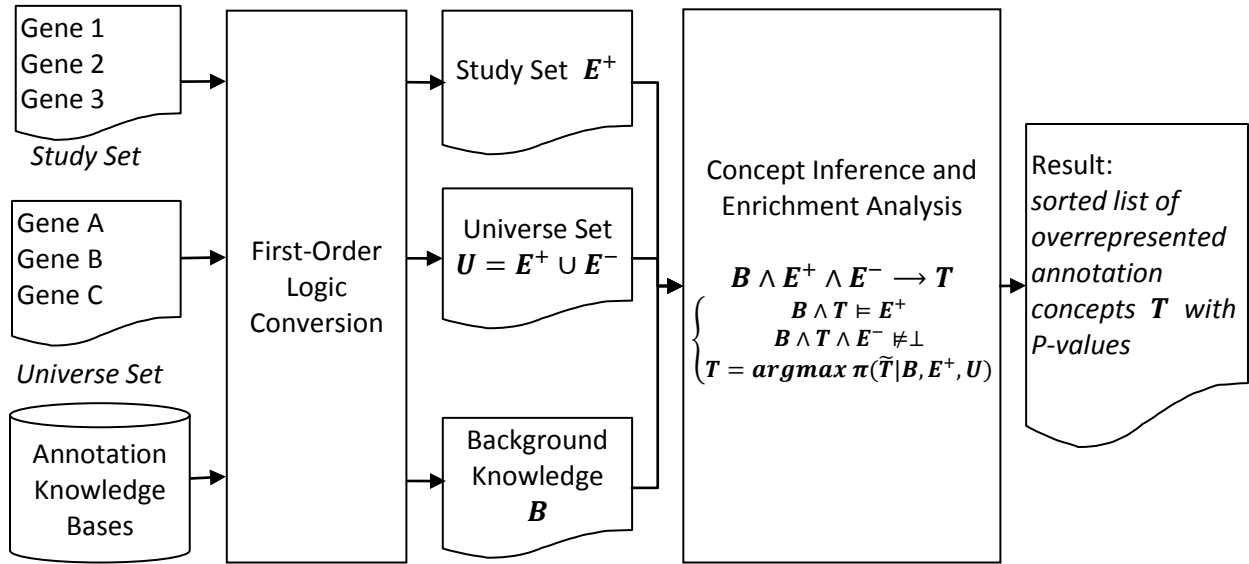 Gene 1
Gene 2
Gene 3
Study Set
Gene A
Gene B
Gene C
Universe Set
Annotation
Knowledge
Bases
First-Order
Logic
Conversion
Study Set E⁺
Universe Set
U = E⁺ ∪ E⁻
Background
Knowledge
B
Concept Inference and
Enrichment Analysis
B ∧ E⁺ ∧ E⁻ ⟶ T
B ∧ T ⊨ E⁺
B ∧ T ∧ E⁻ ⊭⊥
T = argmax π(T̃|B, E⁺, U)
Result:
sorted list of
overrepresented
annotation
concepts T with
P-values